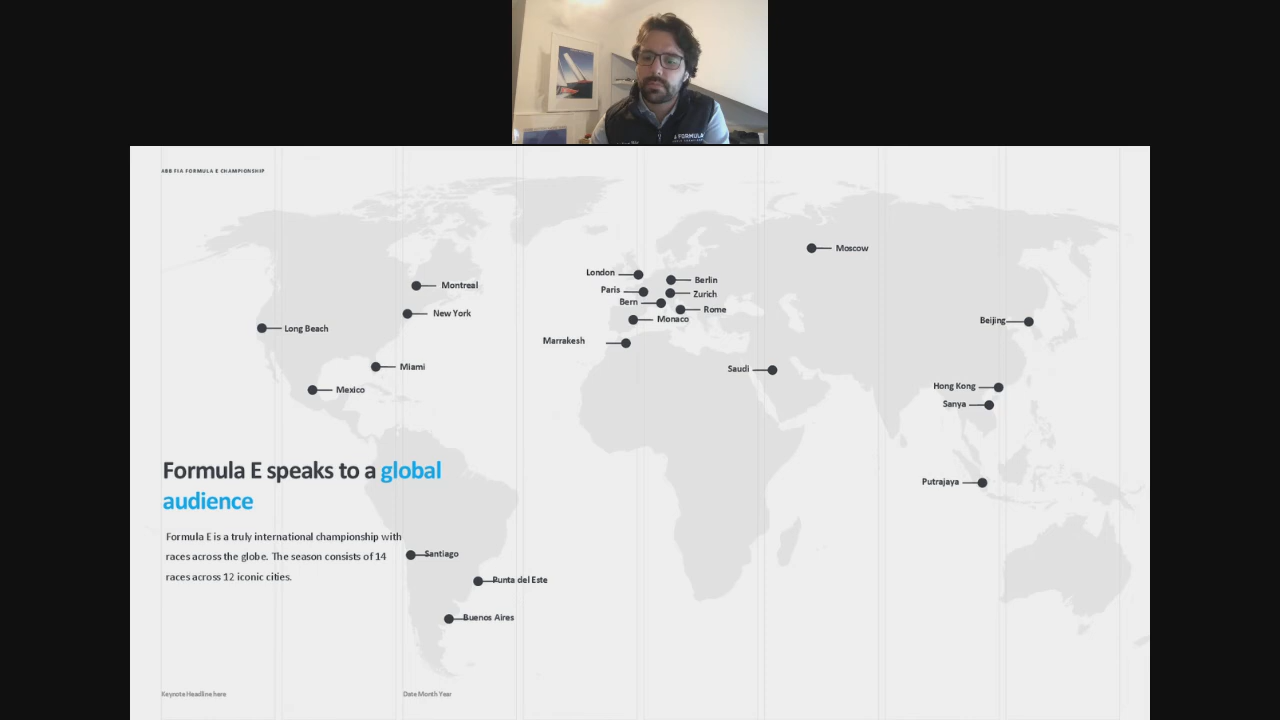 FORMULA
ABB FIA FORMULA E CHAMPIONSHIP
Moscow
London
Berlin
Paris
Zurich
Bern
Rome
Monaco
Montreal
New York
Long Beach
Beijing
Marrakesh
Miami
Saudi
Mexico
Hong Kong
Sanya
Putrajaya
Formula E speaks to a global
audience
Formula E is a truly international championship with
races across the globe. The season consists of 14
races across 12 iconic cities.
Santiago
Punta del Este
Buenos Aires
Keynote Headline here
Date Month Year